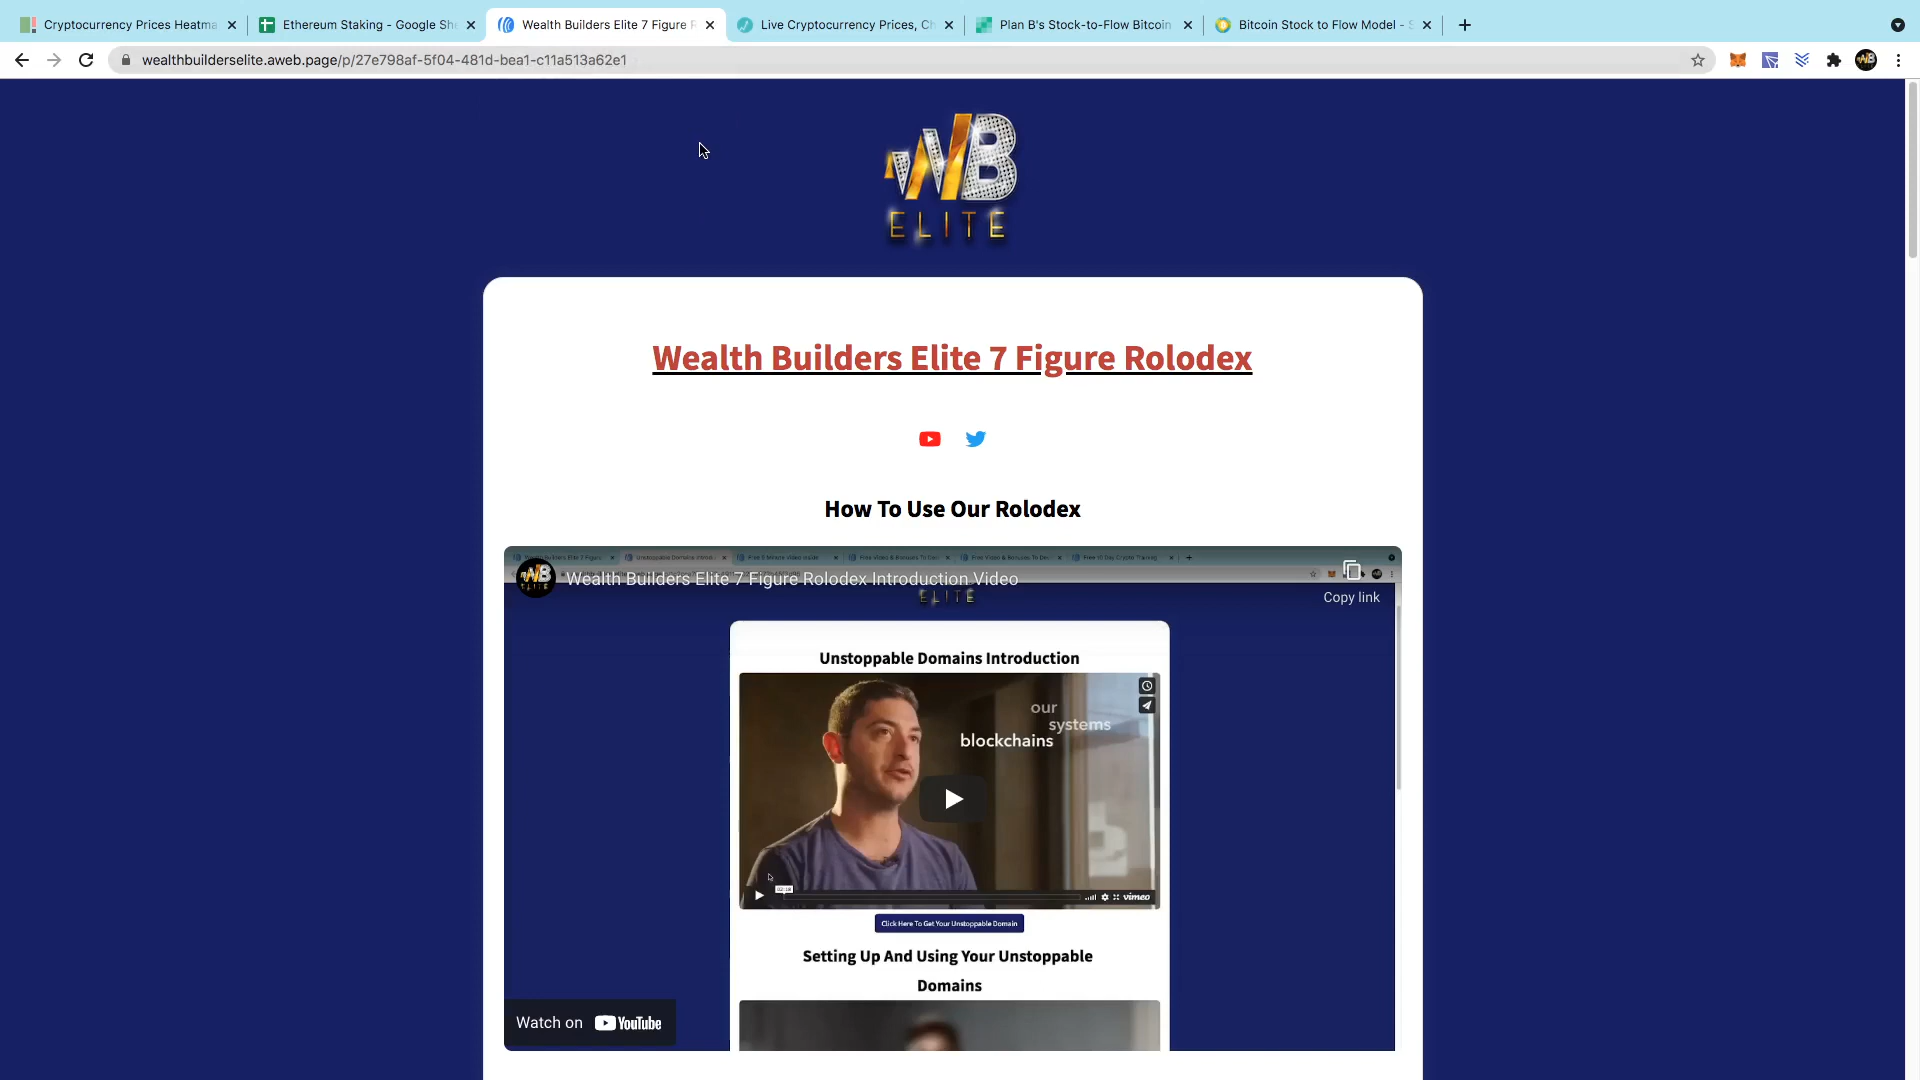 Cryptocurrency Prices Heatma
Ethereum Staking - Google She
Wealth Builders Elite 7 Figure R
Live Cryptocurrency Prices, Ch
Plan B's Stock-to-Flow Bitcoin
Bitcoin Stock to Flow Model - S
wealthbuilderselite.aweb.page/p/27e798af-5f04-481d-bea1-c11a513a62e1
WB
ELITE
Wealth Builders Elite 7 Figure Rolodex
How To Use Our Rolodex
Wealth Builders Elite 7 Figure Rolodex Introduction Video
Copy link
ELITE
Unstoppable Domains Introduction
our
systems
blockchains
vimeo
Click Here To Get Your Unstoppable Domain
Setting Up And Using Your Unstoppable
Domains
Watch on YouTube